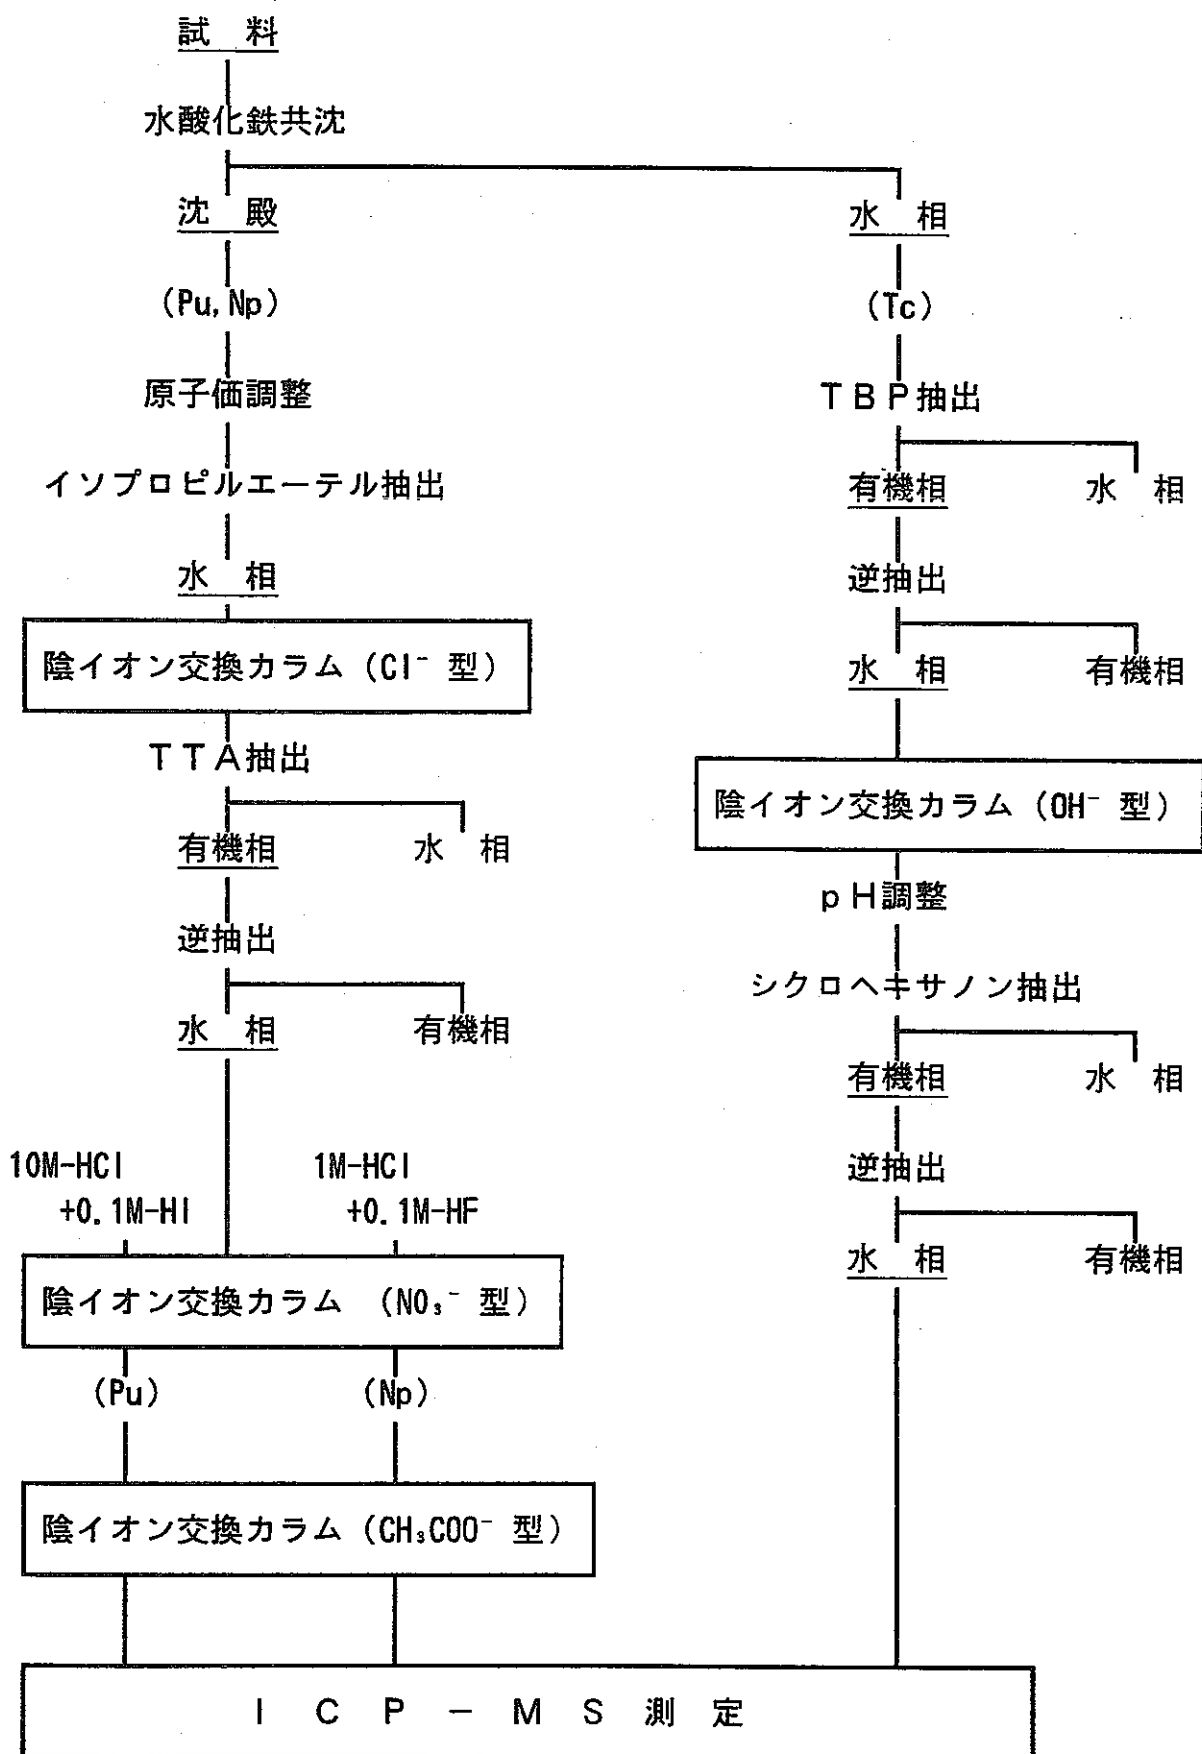 試 料
水酸化鉄共沈
沈 殿
水 相
(Pu, Np)
(Tc)
原子価調整
TBP抽出
イソプロピルエーテル抽出
有機相 水 相
水 相
逆抽出
陰イオン交換カラム (Cl⁻ 型)
水 相 有機相
TTA抽出
陰イオン交換カラム (OH⁻ 型)
有機相 水 相
pH調整
逆抽出
シクロヘキサノン抽出
水 相 有機相
有機相 水 相
10M-HCl
+0.1M-HI
1M-HCl
+0.1M-HF
逆抽出
水 相 有機相
陰イオン交換カラム (NO₃⁻ 型)
(Pu) (Np)
陰イオン交換カラム (CH₃COO⁻ 型)
ICP-MS測定